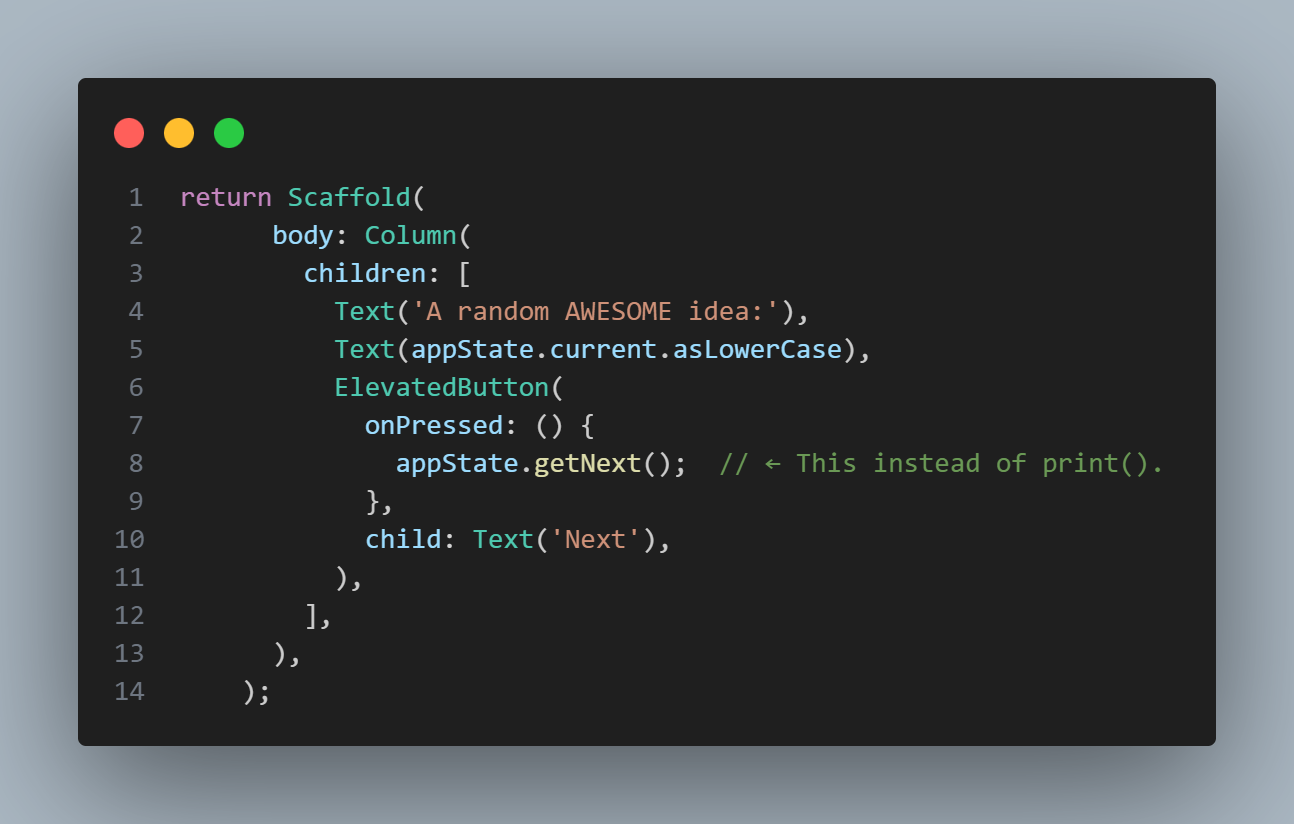 1 return Scaffold(
2       body: Column(
3         children: [
4           Text('A random AWESOME idea:'),
5           Text(appState.current.asLowerCase),
6           ElevatedButton(
7             onPressed: () {
8               appState.getNext();  // ← This instead of print().
9             },
10             child: Text('Next'),
11           ),
12         ],
13       ),
14     );